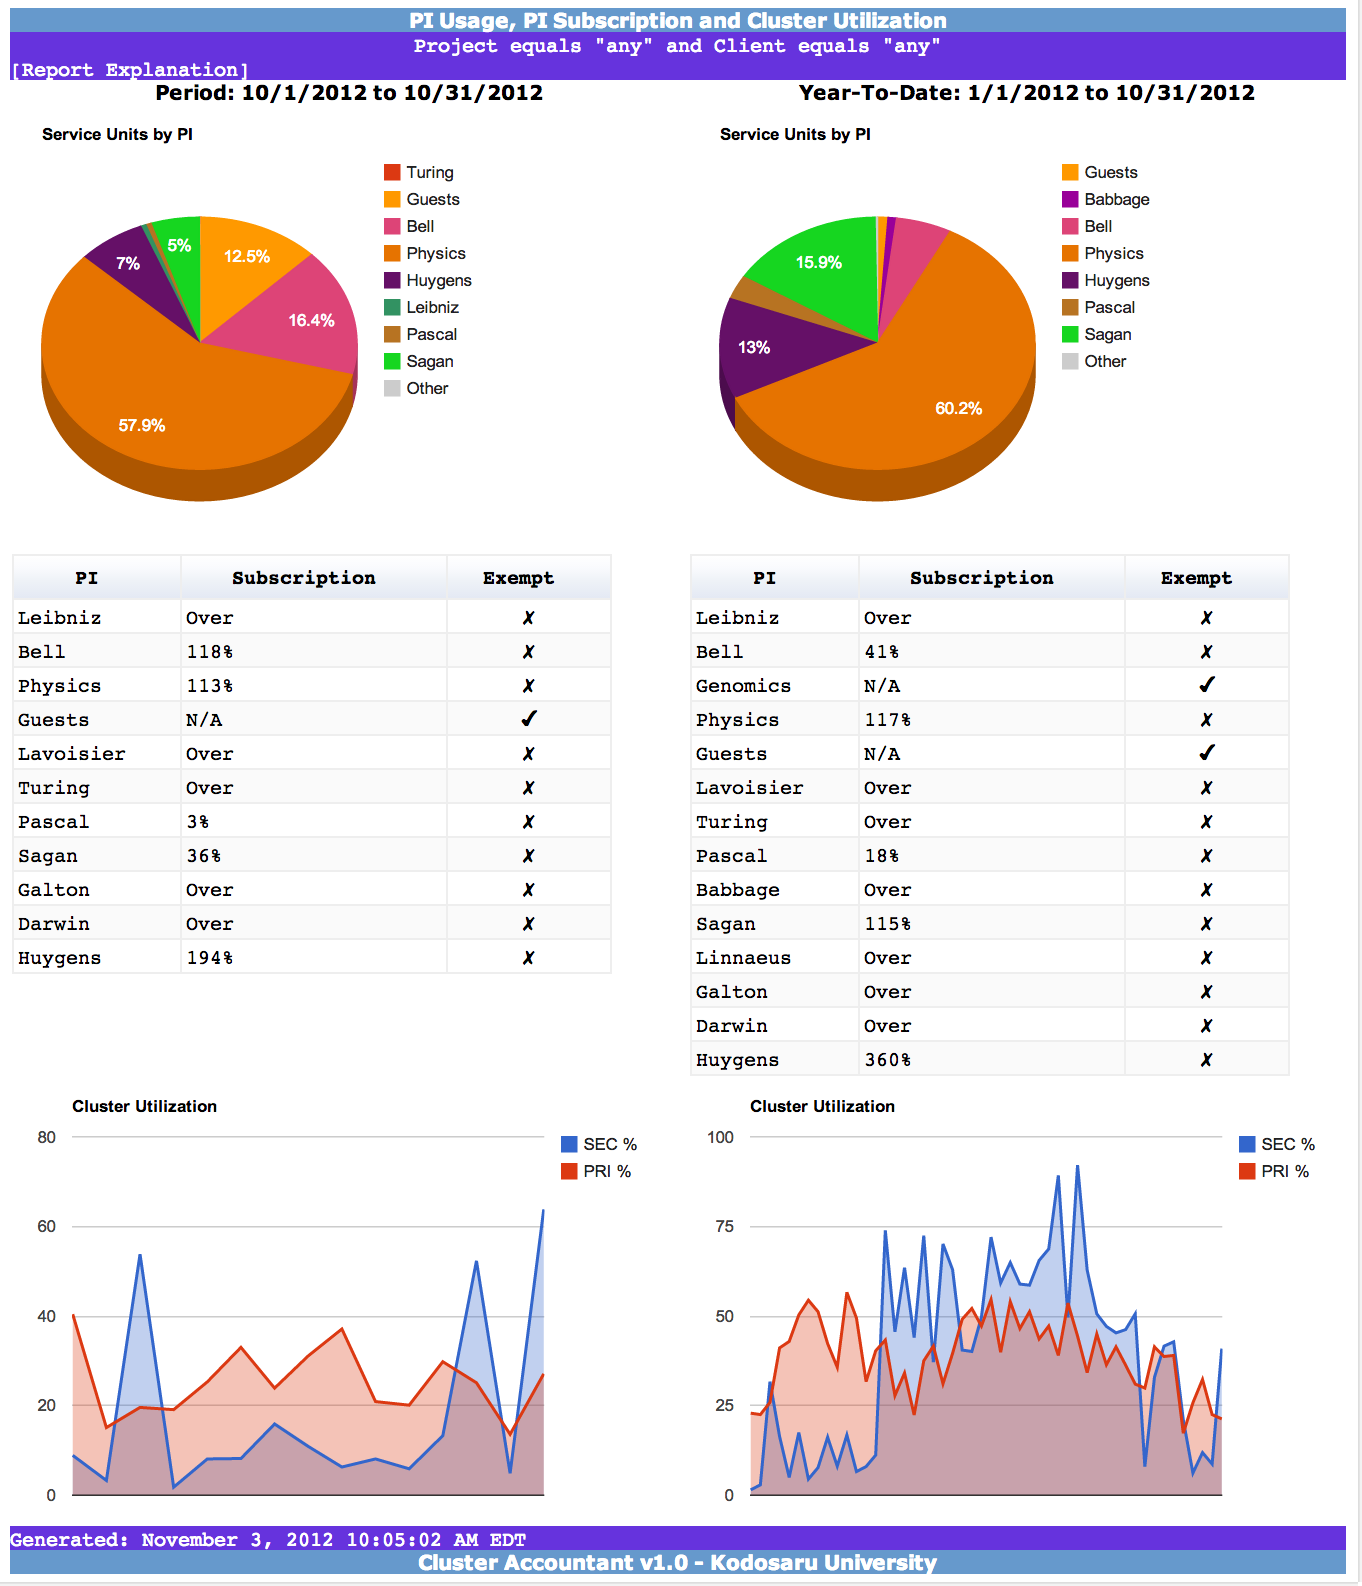 PI Usage, PI Subscription and Cluster Utilization
Project equals "any" and Client equals "any"
[Report Explanation]
Period: 10/1/2012 to 10/31/2012
Service Units by PI
Turing
Guests
Bell
Physics
Huygens
Leibniz
Pascal
Sagan
Other
5%
12.5%
7%
16.4%
57.9%
PI Subscription Exempt
Leibniz Over ✗
Bell 118% ✗
Physics 113% ✗
Guests N/A ✓
Lavoisier Over ✗
Turing Over ✗
Pascal 3% ✗
Sagan 36% ✗
Galton Over ✗
Darwin Over ✗
Huygens 194% ✗
Cluster Utilization
80
60
40
20
0
SEC %
PRI %
Year-To-Date: 1/1/2012 to 10/31/2012
Service Units by PI
Guests
Babbage
Bell
Physics
Huygens
Pascal
Sagan
Other
15.9%
13%
60.2%
PI Subscription Exempt
Leibniz Over ✗
Bell 41% ✗
Genomics N/A ✓
Physics 117% ✗
Guests N/A ✓
Lavoisier Over ✗
Turing Over ✗
Pascal 18% ✗
Babbage Over ✗
Sagan 115% ✗
Linnaeus Over ✗
Galton Over ✗
Darwin Over ✗
Huygens 360% ✗
Cluster Utilization
100
75
50
25
0
SEC %
PRI %
Generated: November 3, 2012 10:05:02 AM EDT
Cluster Accountant v1.0 - Kodosaru University